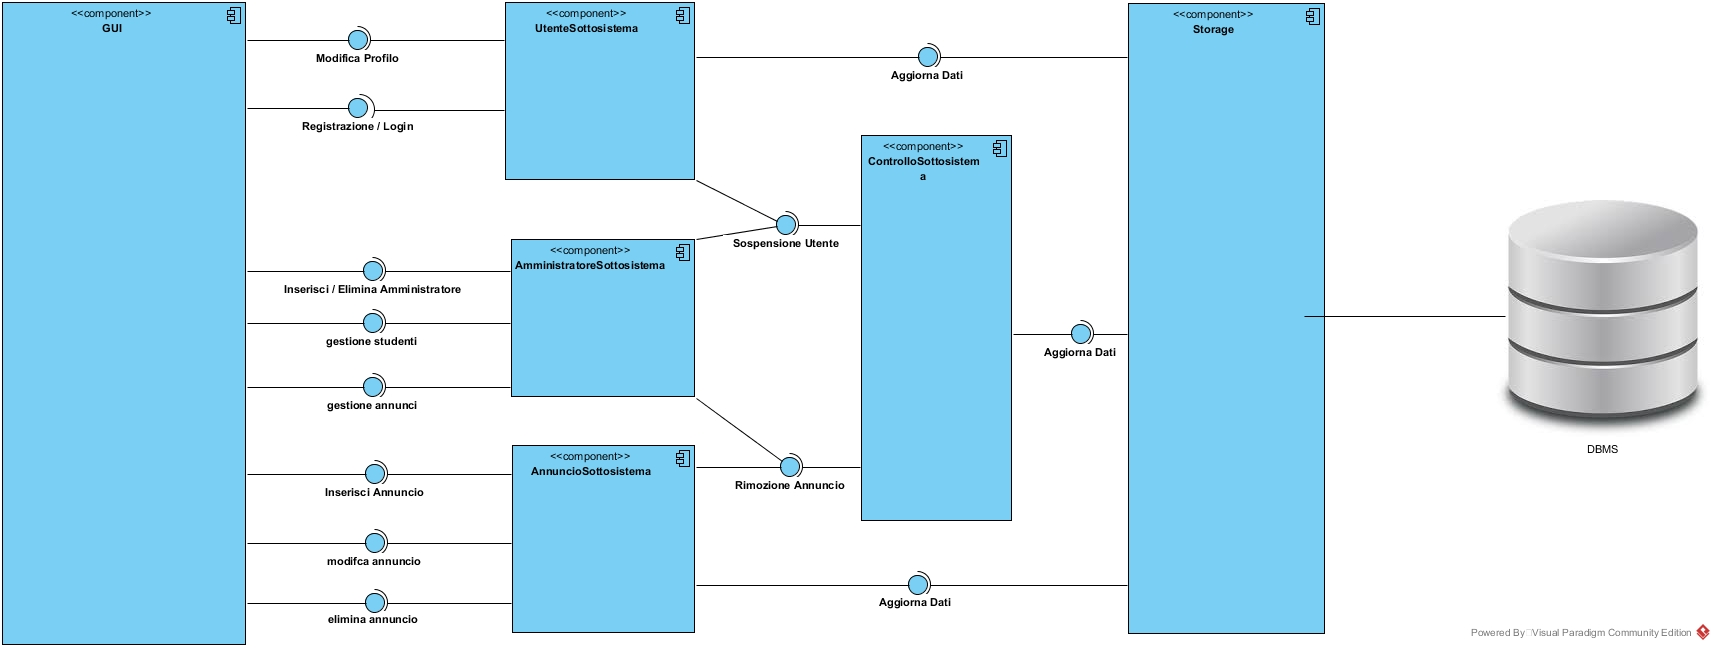 <<component>>
GUI
<<component>>
UtenteSottosistema
<<component>>
Storage
Modifica Profilo
Aggiorna Dati
Registrazione / Login
<<component>>
ControlloSottosistem
a
Sospensione Utente
<<component>>
AmministratoreSottosistema
Inserisci / Elimina Amministratore
gestione studenti
Aggiorna Dati
gestione annunci
<<component>>
AnnuncioSottosistema
Inserisci Annuncio
Rimozione Annuncio
modifca annuncio
Aggiorna Dati
elimina annuncio
DBMS
Powered By Visual Paradigm Community Edition